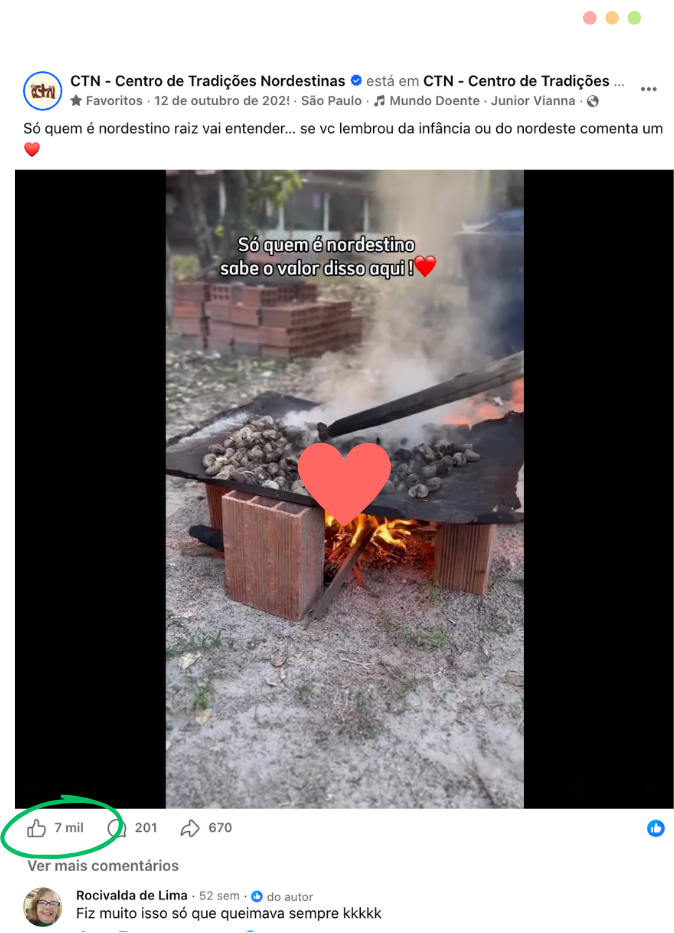 CTN - Centro de Tradições Nordestinas está em CTN - Centro de Tradições ...
Favoritos · 12 de outubro de 2025 · São Paulo · Mundo Doente · Junior Vianna ·
Só quem é nordestino raiz vai entender... se vc lembrou da infância ou do nordeste comenta um
❤️
Só quem é nordestino
sabe o valor disso aqui !❤️
7 mil 201 670
Ver mais comentários
Rocivalda de Lima · 52 sem · do autor
Fiz muito isso só que queimava sempre kkkkk